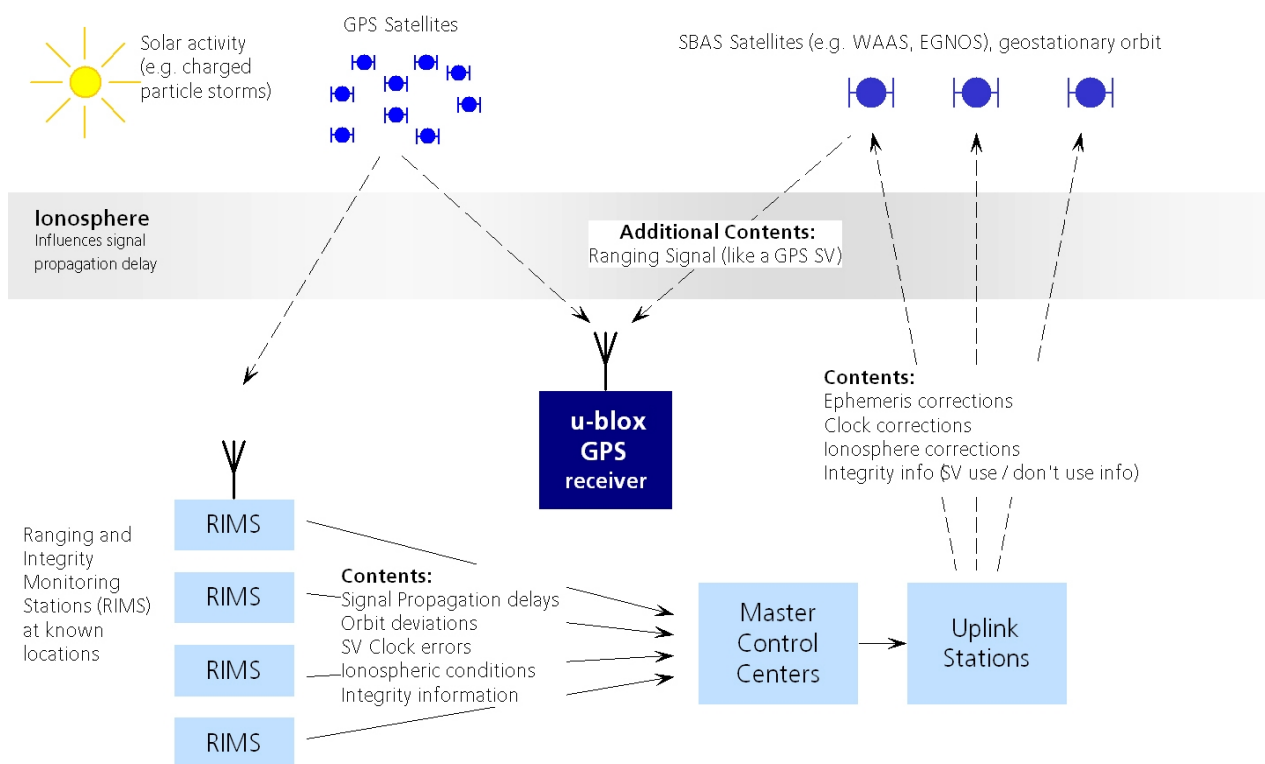 Solar activity
(e.g. charged
particle storms)
GPS Satellites
SBAS Satellites (e.g. WAAS, EGNOS), geostationary orbit
Ionosphere
Influences signal
propagation delay
Additional Contents:
Ranging Signal (like a GPS SV)
u-blox
GPS
receiver
Contents:
Ephemeris corrections
Clock corrections
Ionosphere corrections
Integrity info (SV use / don't use info)
Ranging and
Integrity
Monitoring
Stations (RIMS)
at known
locations
RIMS
RIMS
RIMS
RIMS
Contents:
Signal Propagation delays
Orbit deviations
SV Clock errors
Ionospheric conditions
Integrity information
Master
Control
Centers
Uplink
Stations